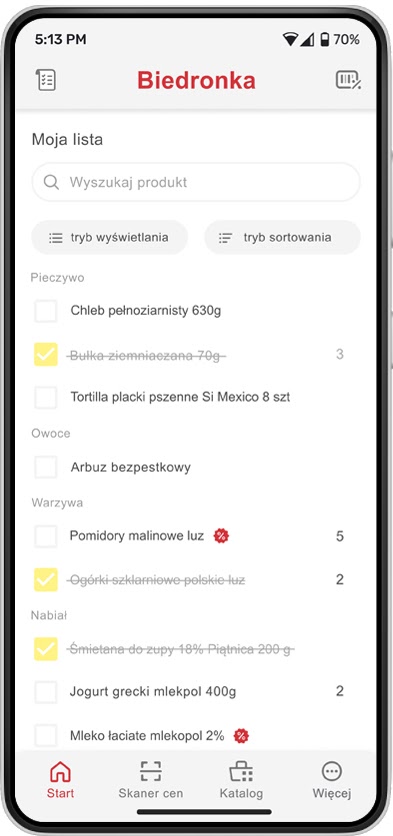 5:13 PM 70%
Biedronka
Moja lista
Wyszukaj produkt
tryb wyświetlania tryb sortowania
Pieczywo
Chleb pełnoziarnisty 630g
Bułka ziemniaczana 70g 3
Tortilla placki pszenne Si Mexico 8 szt
Owoce
Arbuz bezpestkowy
Warzywa
Pomidory malinowe luz % 5
Ogórki szklarniowe polskie luz 2
Nabiał
Śmietana do zupy 18% Piątnica 200 g
Jogurt grecki mlekpol 400g 2
Mleko łaciate mlekopol 2% %
Start Skaner cen Katalog Więcej